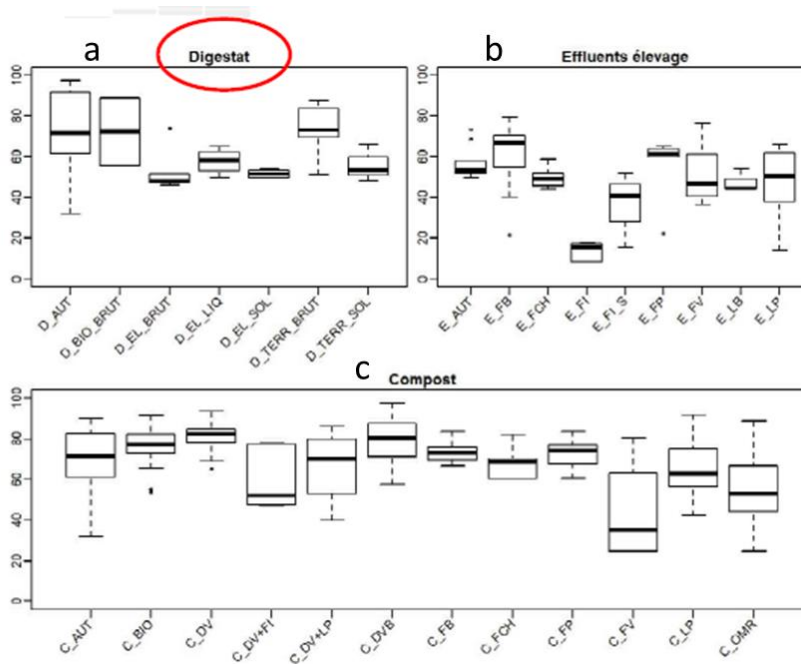 a
Digestat
b
Effluents élevage
100
80
60
40
20
0
100
80
60
40
20
0
D_AUT
D_BIO_BRUT
D_EL_BRUT
D_EL_LIQ
D_EL_SOL
D_TERR_BRUT
D_TERR_SOL
E_AUT
E_FB
E_FCH
E_FI
E_FI_S
E_FP
E_FV
E_LB
E_LP
c
Compost
100
80
60
40
20
0
C_AUT
C_BIO
C_DV
C_DV+FI
C_DV+LP
C_DVB
C_FB
C_FCH
C_FP
C_FV
C_LP
C_OMR